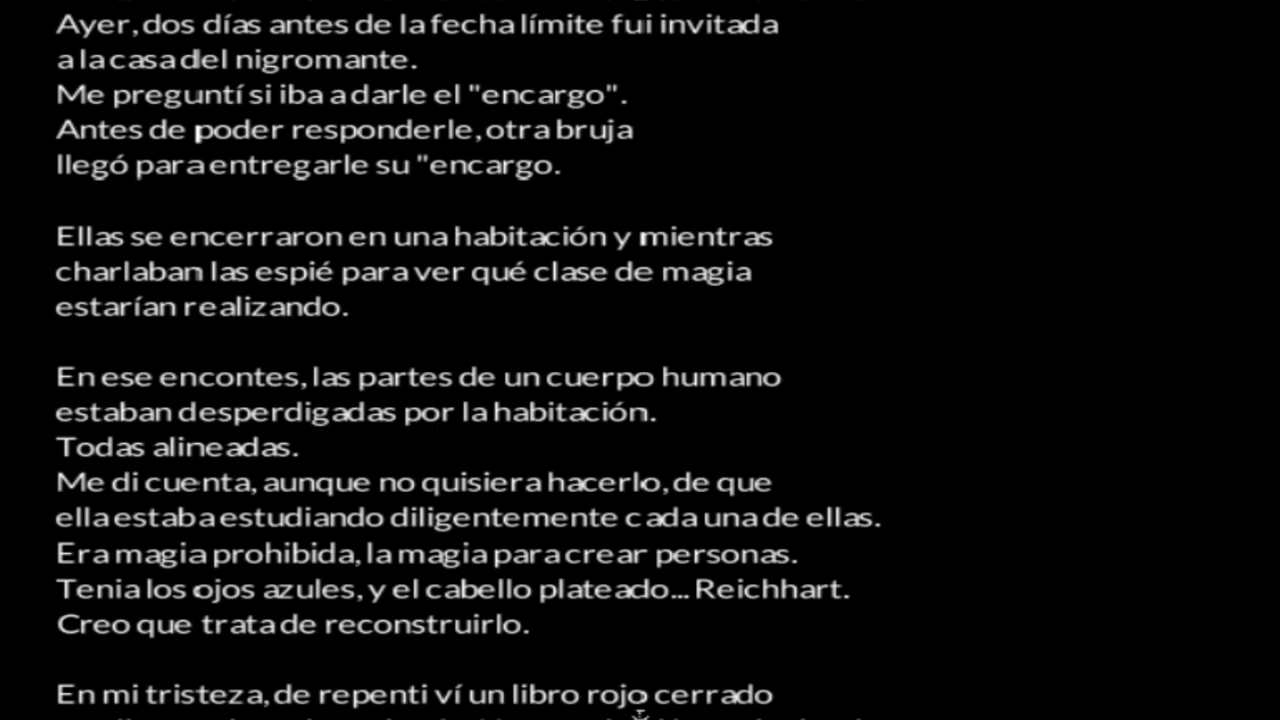 Ayer, dos días antes de la fecha límite fui invitada
a la casa del nigromante.
Me preguntí si iba a darle el "encargo".
Antes de poder responderle, otra bruja
llegó para entregarle su "encargo.
Ellas se encerraron en una habitación y mientras
charlaban las espié para ver qué clase de magia
estarían realizando.
En ese encontes, las partes de un cuerpo humano
estaban desperdigadas por la habitación.
Todas alineadas.
Me di cuenta, aunque no quisiera hacerlo, de que
ella estaba estudiando diligentemente cada una de ellas.
Era magia prohibida, la magia para crear personas.
Tenia los ojos azules, y el cabello plateado... Reichhart.
Creo que trata de reconstruirlo.
En mi tristeza, de repenti ví un libro rojo cerrado